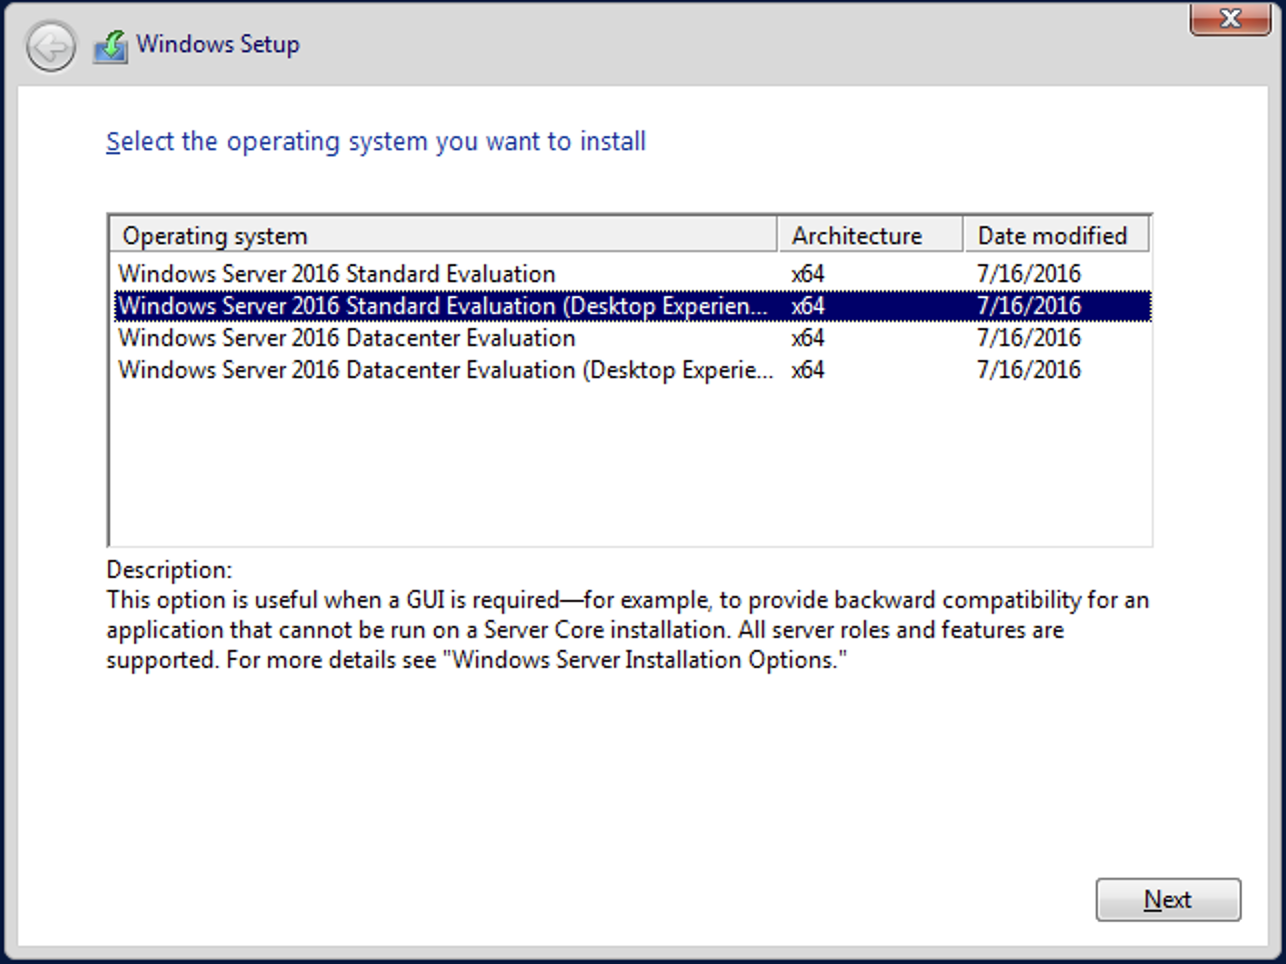 Windows Setup
Select the operating system you want to install
Operating system Architecture Date modified
Windows Server 2016 Standard Evaluation x64 7/16/2016
Windows Server 2016 Standard Evaluation (Desktop Experien... x64 7/16/2016
Windows Server 2016 Datacenter Evaluation x64 7/16/2016
Windows Server 2016 Datacenter Evaluation (Desktop Experie... x64 7/16/2016
Description:
This option is useful when a GUI is required—for example, to provide backward compatibility for an
application that cannot be run on a Server Core installation. All server roles and features are
supported. For more details see "Windows Server Installation Options."
Next